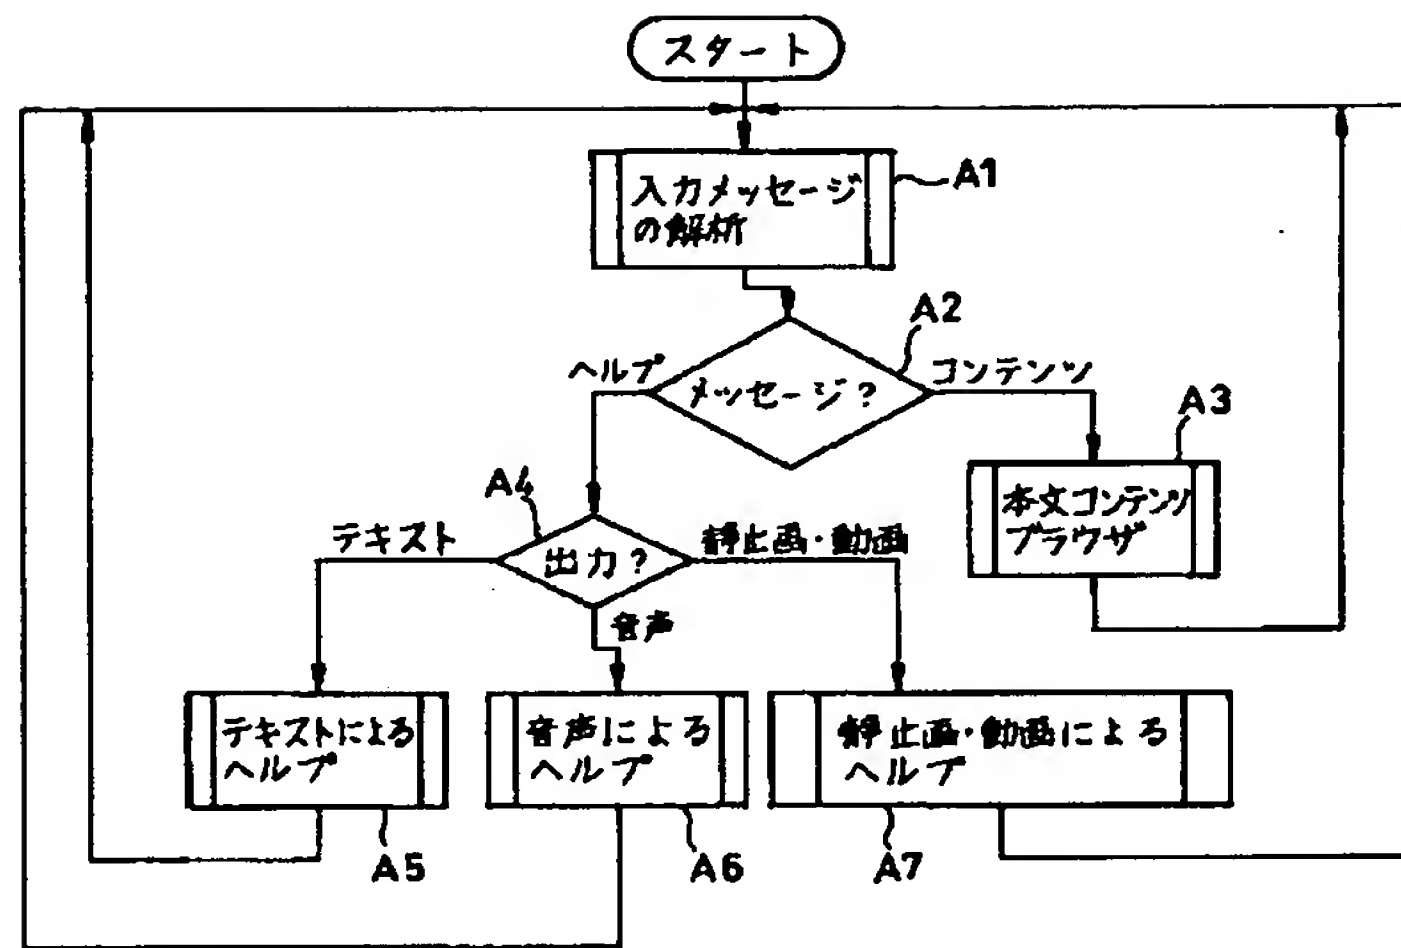 スタート
入力メッセージ
の解析
A1
A2
ヘルプ
メッセージ?
コンテンツ
A3
本文コンテンツ
ブラウザ
A4
テキスト
出力?
静止画・動画
音声
テキストによる
ヘルプ
音声による
ヘルプ
静止画・動画による
ヘルプ
A5
A6
A7